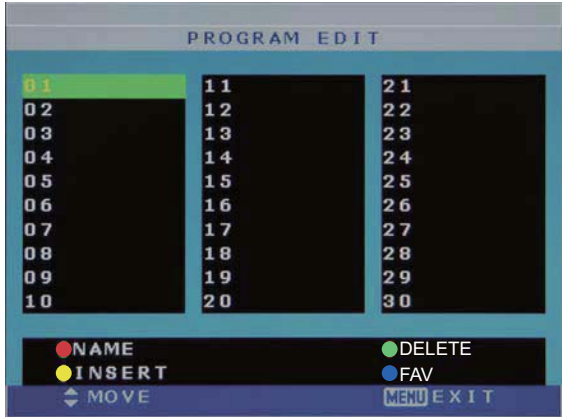 PROGRAM EDIT
01 11 21
02 12 22
03 13 23
04 14 24
05 15 25
06 16 26
07 17 27
08 18 28
09 19 29
10 20 30
NAME DELETE
INSERT FAV
MOVE MENU EXIT